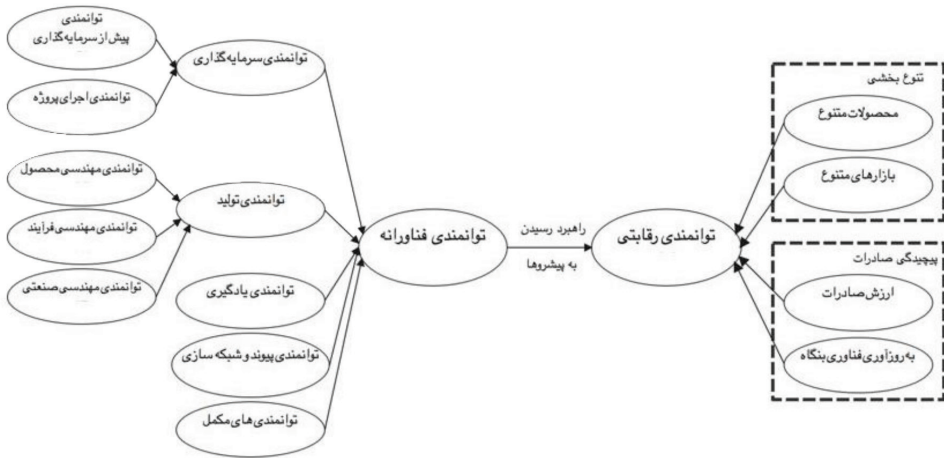 توانمندی
پیش از سرمایه‌گذاری
توانمندی سرمایه‌گذاری
توانمندی اجرای پروژه
توانمندی مهندسی محصول
توانمندی تولید
توانمندی مهندسی فرآیند
توانمندی مهندسی صنعتی
توانمندی یادگیری
توانمندی پیوند و شبکه سازی
توانمندی های مکمل
توانمندی فناورانه
راهبرد رسیدن
به پیشروها
توانمندی رقابتی
تنوع بخشی
محصولات متنوع
بازارهای متنوع
پیچیدگی صادرات
ارزش صادرات
به روزآوری فناوری بنگاه